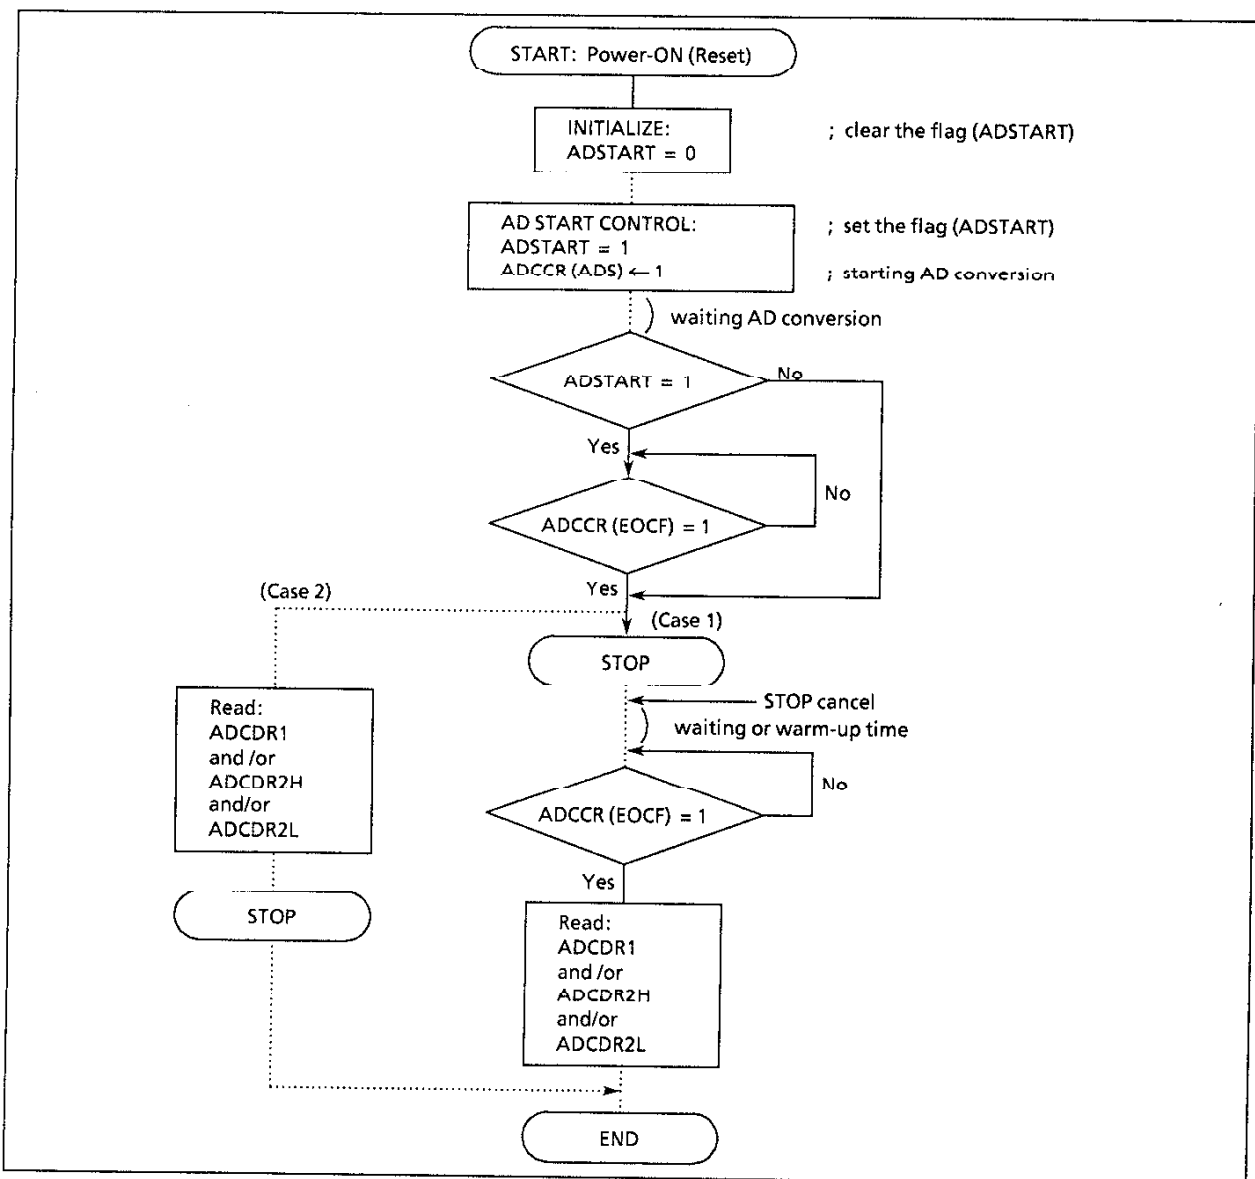 START: Power-ON (Reset)
INITIALIZE:
ADSTART = 0
; clear the flag (ADSTART)
AD START CONTROL:
ADSTART = 1
ADCCR (ADS) ← 1
; set the flag (ADSTART)
; starting AD conversion
waiting AD conversion
ADSTART = 1
No
Yes
ADCCR (EOCF) = 1
No
Yes
(Case 2)
(Case 1)
STOP
STOP cancel
waiting or warm-up time
Read:
ADCDR1
and /or
ADCDR2H
and/or
ADCDR2L
STOP
ADCCR (EOCF) = 1
No
Yes
Read:
ADCDR1
and /or
ADCDR2H
and/or
ADCDR2L
END